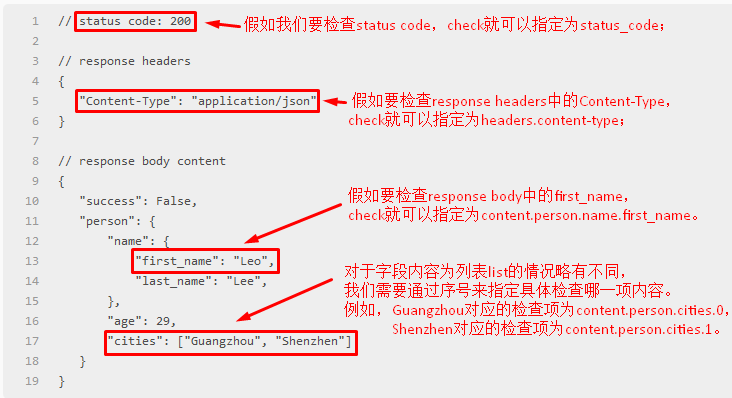 1 // status code: 200
假如我们要检查status code，check就可以指定为status_code；
2
3 // response headers
4 {
5 "Content-Type": "application/json"
假如要检查response headers中的Content-Type，
check就可以指定为headers.content-type；
6 }
7
8 // response body content
9 {
10 "success": False,
11 "person": {
12 "name": {
13 "first_name": "Leo",
假如要检查response body中的first_name，
check就可以指定为content.person.name.first_name。
14 "last_name": "Lee",
15 },
16 "age": 29,
17 "cities": ["Guangzhou", "Shenzhen"]
对于字段内容为列表list的情况略有不同，
我们需要通过序号来指定具体检查哪一项内容。
例如，Guangzhou对应的检查项为content.person.cities.0，
Shenzhen对应的检查项为content.person.cities.1。
18 }
19 }